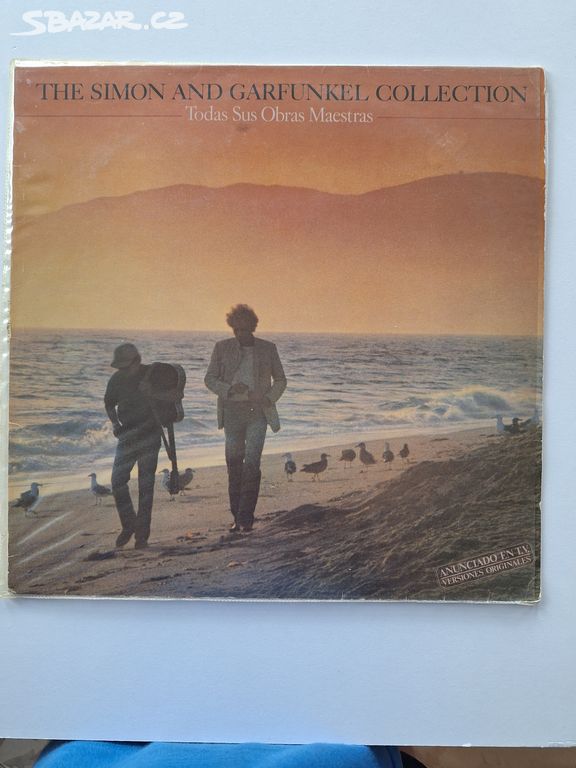 SBAZAR.CZ
THE SIMON AND GARFUNKEL COLLECTION
Todas Sus Obras Maestras
ANUNCIADO EN T.V.
VERSIONES ORIGINALES